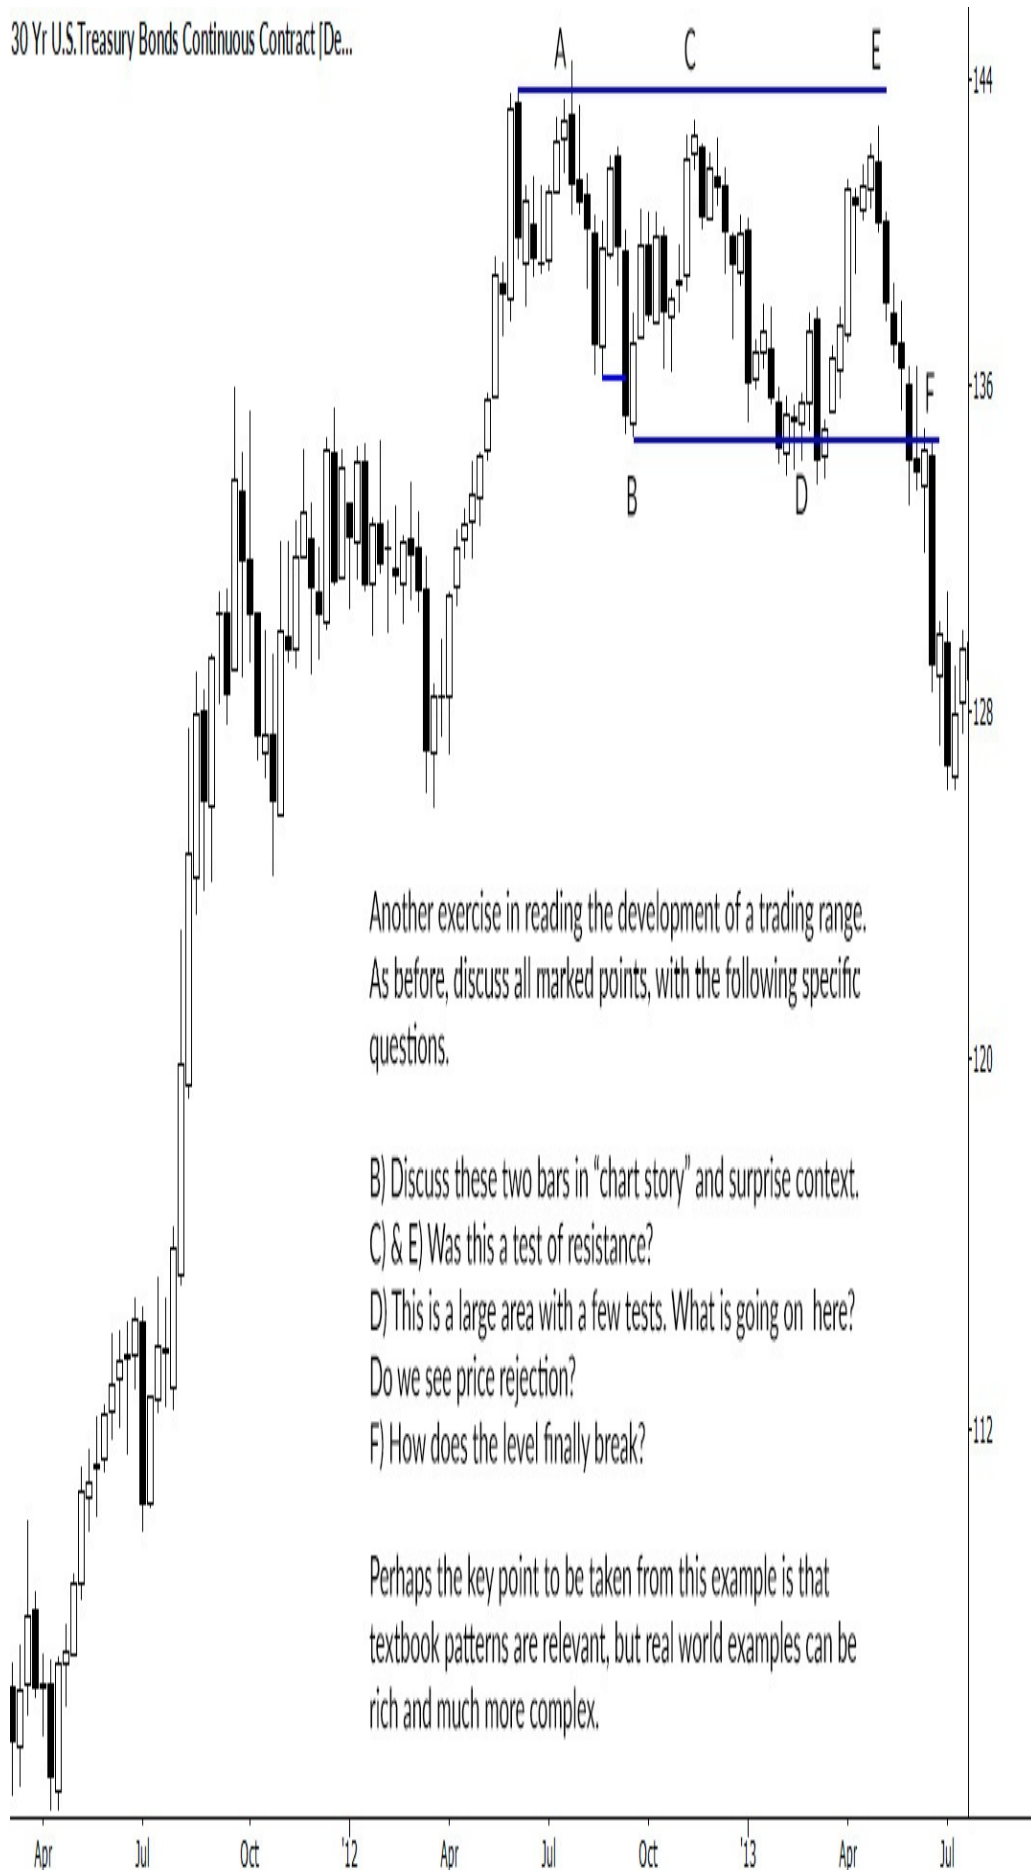 30 Yr U.S.Treasury Bonds Continuous Contract [De...
A
C
E
144
136
F
B
D
128
Another exercise in reading the development of a trading range.
As before, discuss all marked points, with the following specific
questions.
120
B) Discuss these two bars in “chart story” and surprise context.
C) & E) Was this a test of resistance?
D) This is a large area with a few tests. What is going on here?
Do we see price rejection?
F) How does the level finally break?
112
Perhaps the key point to be taken from this example is that
textbook patterns are relevant, but real world examples can be
rich and much more complex.
Apr Jul Oct '12 Apr Jul Oct '13 Apr Jul